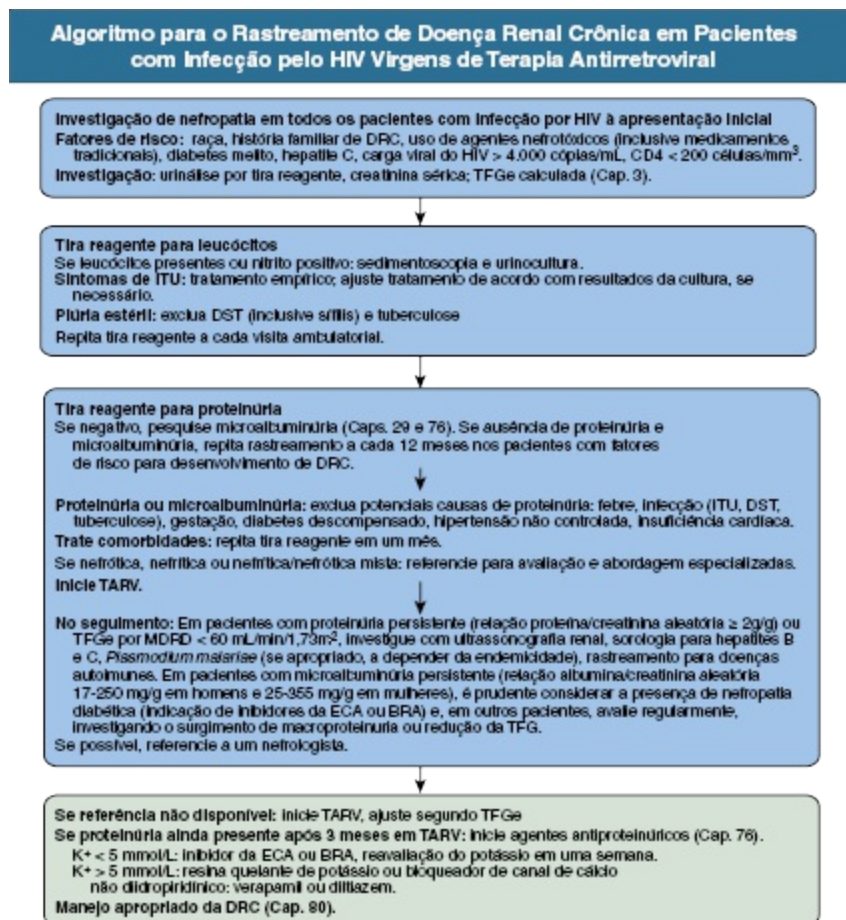 Algoritmo para o Rastreamento de Doença Renal Crônica em Pacientes
com Infecção pelo HIV Virgens de Terapia Antirretroviral
Investigação de nefropatia em todos os pacientes com infecção por HIV à apresentação inicial
Fatores de risco: raça, história familiar de DRC, uso de agentes nefrotóxicos (inclusive medicamentos
tradicionais), diabetes melito, hepatite C, carga viral do HIV > 4.000 cópias/mL, CD4 < 200 células/mm³.
Investigação: urinálise por tira reagente, creatinina sérica; TFGe calculada (Cap. 3).
Tira reagente para leucócitos
Se leucócitos presentes ou nitrito positivo: sedimentoscopia e urinocultura.
Sintomas de ITU: tratamento empírico; ajuste tratamento de acordo com resultados da cultura, se
necessário.
Piúria estéril: exclua DST (inclusive sífilis) e tuberculose
Repita tira reagente a cada visita ambulatorial.
Tira reagente para proteinúria
Se negativo, pesquise microalbuminúria (Caps. 29 e 76). Se ausência de proteinúria e
microalbuminúria, repita rastreamento a cada 12 meses nos pacientes com fatores
de risco para desenvolvimento de DRC.
Proteinúria ou microalbuminúria: exclua potenciais causas de proteinúria: febre, infecção (ITU, DST,
tuberculose), gestação, diabetes descompensado, hipertensão não controlada, insuficiência cardíaca.
Trate comorbidades: repita tira reagente em um mês.
Se nefrótica, nefrítica ou nefrítica/nefrótica mista: referencie para avaliação e abordagem especializadas.
Inicie TARV.
No seguimento: Em pacientes com proteinúria persistente (relação proteína/creatinina aleatória ≥ 2g/g) ou
TFGe por MDRD < 60 mL/min/1,73m², investigue com ultrassonografia renal, sorologia para hepatites B
e C, Plasmodium malariae (se apropriado, a depender da endemicidade), rastreamento para doenças
autoimunes. Em pacientes com microalbuminúria persistente (relação albumina/creatinina aleatória
17-250 mg/g em homens e 25-355 mg/g em mulheres), é prudente considerar a presença de nefropatia
diabética (indicação de inibidores da ECA ou BRA) e, em outros pacientes, avalie regularmente,
investigando o surgimento de macroproteinuria ou redução da TFG.
Se possível, referencie a um nefrologista.
Se referência não disponível: inicie TARV, ajuste segundo TFGe
Se proteinúria ainda presente após 3 meses em TARV: inicie agentes antiproteinúricos (Cap. 76).
K⁺ < 5 mmol/L: inibidor da ECA ou BRA, reavaliação do potássio em uma semana.
K⁺ > 5 mmol/L: resina quelante de potássio ou bloqueador de canal de cálcio
não diidropiridínico: verapamil ou diltiazem.
Manejo apropriado da DRC (Cap. 80).